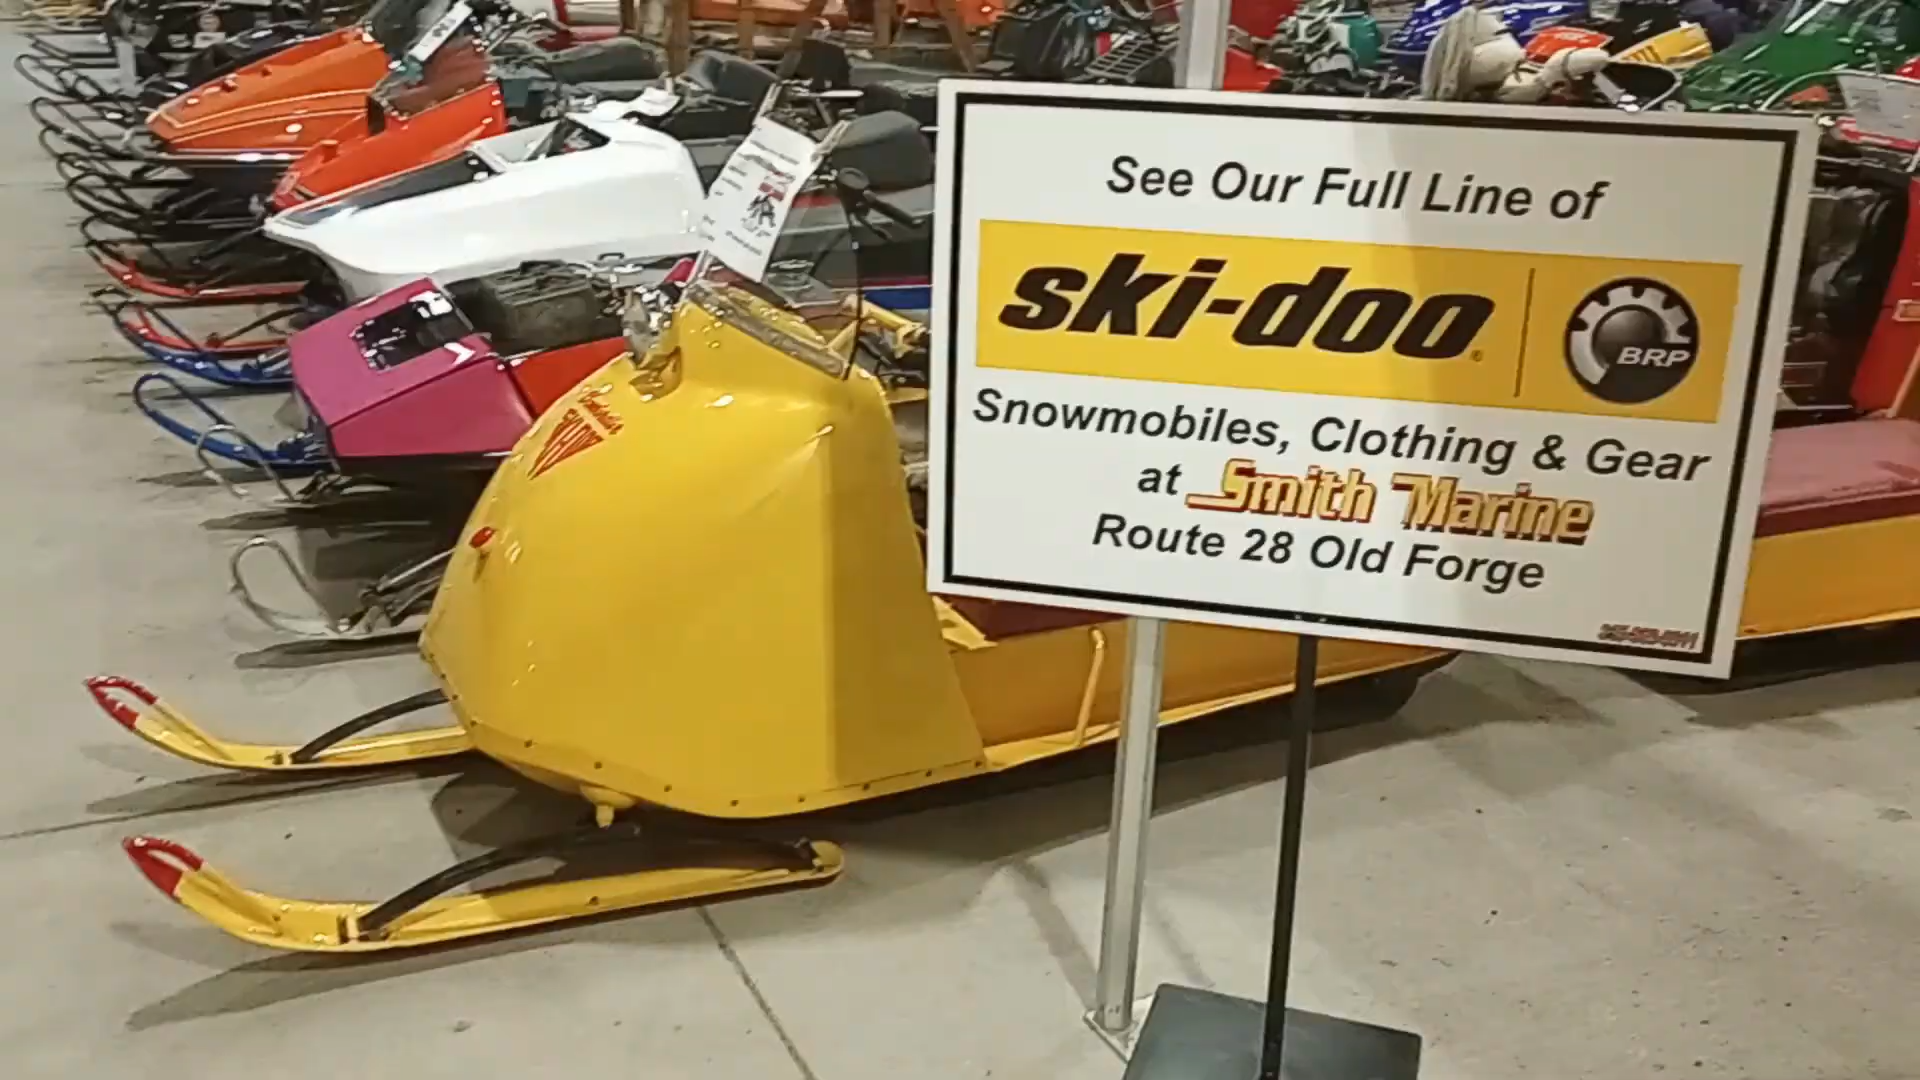 See Our Full Line of
ski-doo
BRP
Snowmobiles, Clothing & Gear
at Smith Marine
Route 28 Old Forge